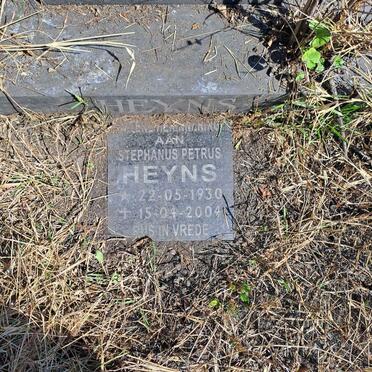 HEYNS
AAN
STEPHANUS PETRUS
HEYNS
* 22-05-1930
+ 15-04-2004
RUS IN VREDE